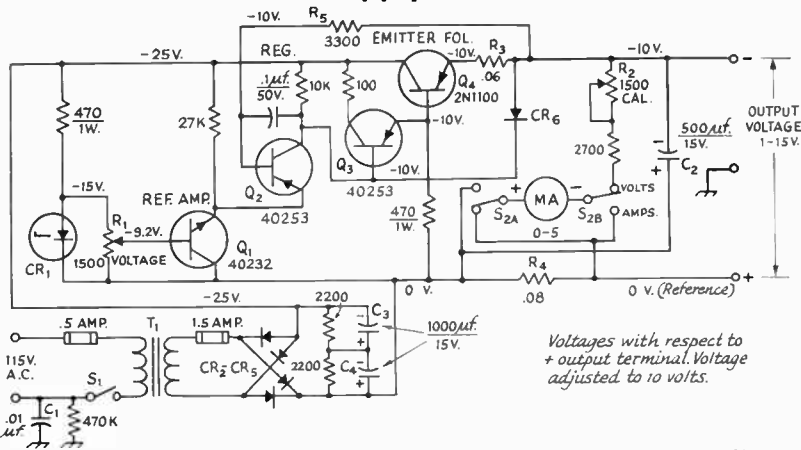 -10V.
R5
3300
EMITTER FOL.
-25V.
REG.
-10V.
R3
.06
-10V.
-
470
1W.
27K
.1µf.
50V.
10K
100
Q4
2N1100
CR6
R2
1500
CAL.
OUTPUT
VOLTAGE
1-15V.
-10V.
500µf.
15V.
-
+
C2
2700
-15V.
REF. AMP.
Q2
40253
Q3
40253
-10V.
470
1W.
+
MA
-
VOLTS
S2A
S2B
AMPS.
0-5
CR1
R1
1500
-9.2V.
VOLTAGE
Q1
40232
0 V.
R4
.08
0 V. (Reference)
+
-25V.
2200
C3
-
+
1000µf.
15V.
.5 AMP.
T1
1.5 AMP.
115V.
A.C.
CR2-CR5
2200
C4
-
+
S1
.01
µf.
C1
470K
Voltages with respect to
+ output terminal. Voltage
adjusted to 10 volts.